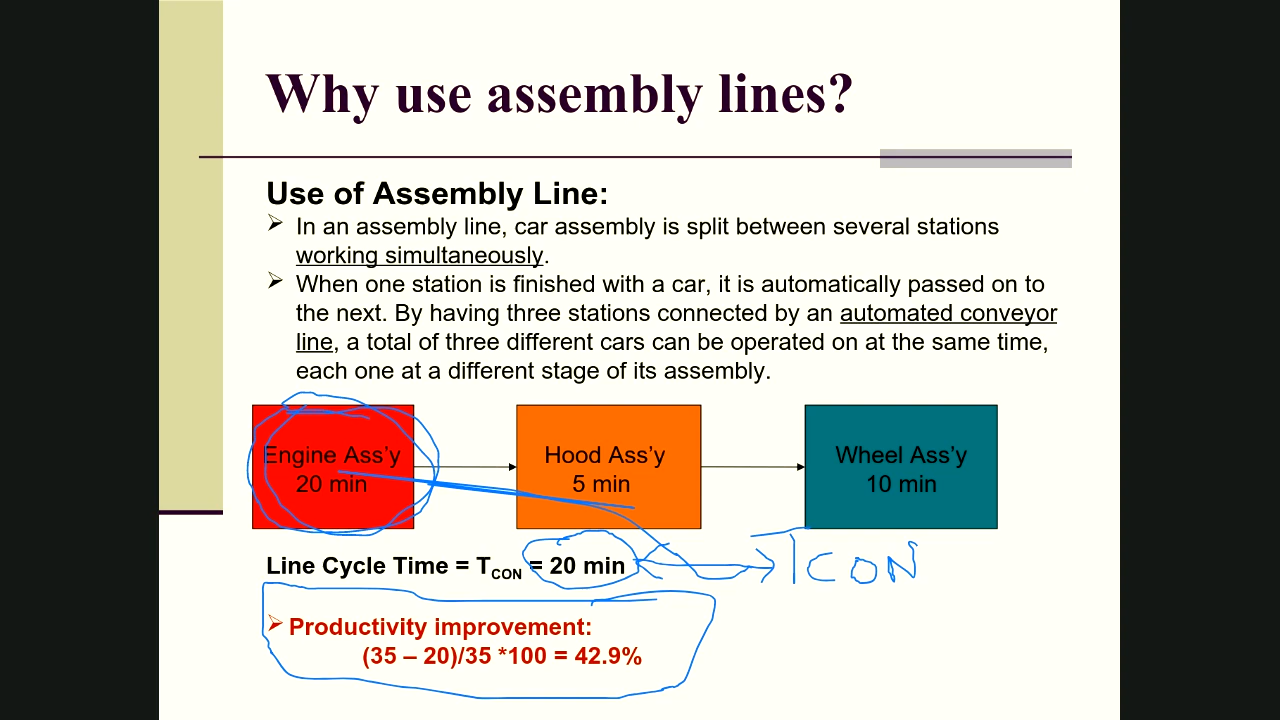 Why use assembly lines?
Use of Assembly Line:
➢ In an assembly line, car assembly is split between several stations
working simultaneously.
➢ When one station is finished with a car, it is automatically passed on to
the next. By having three stations connected by an automated conveyor
line, a total of three different cars can be operated on at the same time,
each one at a different stage of its assembly.
Engine Ass'y
20 min
Hood Ass'y
5 min
Wheel Ass'y
10 min
Line Cycle Time = TCON = 20 min
TCON
➢ Productivity improvement:
(35 – 20)/35 *100 = 42.9%